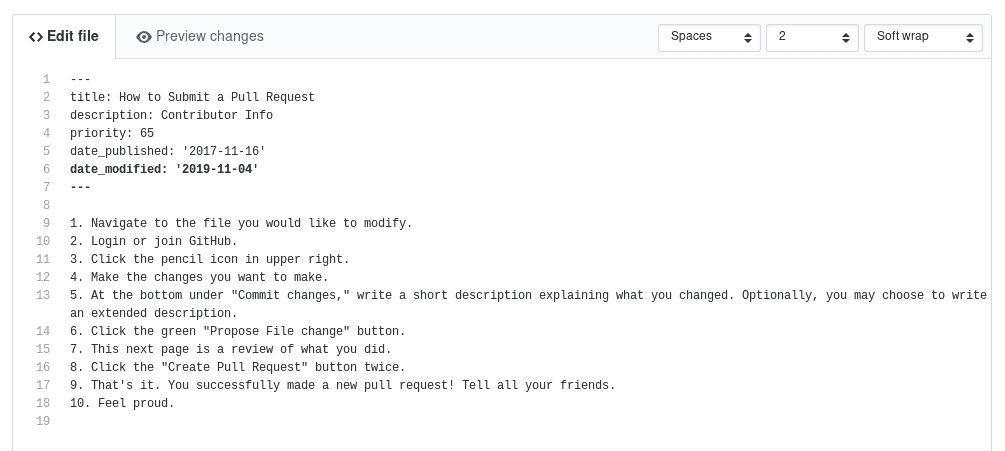 Edit file Preview changes Spaces 2 Soft wrap
1 ---
2 title: How to Submit a Pull Request
3 description: Contributor Info
4 priority: 65
5 date_published: '2017-11-16'
6 date_modified: '2019-11-04'
7 ---
8
9 1. Navigate to the file you would like to modify.
10 2. Login or join GitHub.
11 3. Click the pencil icon in upper right.
12 4. Make the changes you want to make.
13 5. At the bottom under "Commit changes," write a short description explaining what you changed. Optionally, you may choose to write
an extended description.
14 6. Click the green "Propose File change" button.
15 7. This next page is a review of what you did.
16 8. Click the "Create Pull Request" button twice.
17 9. That's it. You successfully made a new pull request! Tell all your friends.
18 10. Feel proud.
19